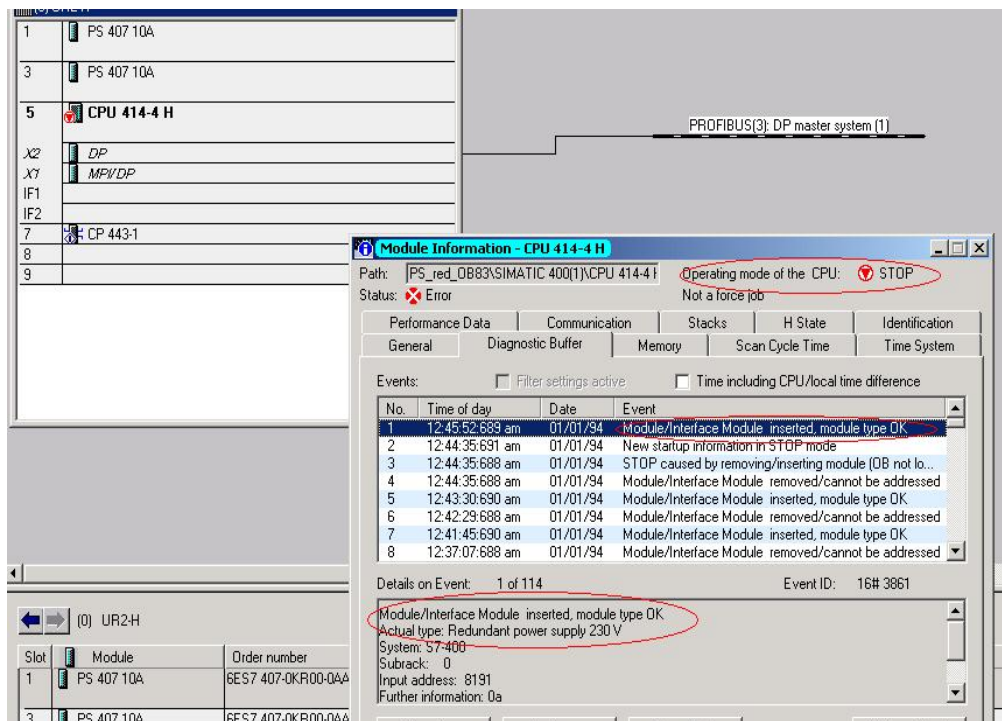 1 PS 407 10A
3 PS 407 10A
5 CPU 414-4 H
X2 DP
X1 MPI/DP
IF1
IF2
7 CP 443-1
8
9
PROFIBUS(3): DP master system (1)
Module Information - CPU 414-4 H
Path: PS_red_OB83\SIMATIC 400(1)\CPU 414-4 Operating mode of the CPU: STOP
Status: Error Not a force job
Performance Data Communication Stacks H State Identification
General Diagnostic Buffer Memory Scan Cycle Time Time System
Events: Filter settings active Time including CPU/local time difference
No. Time of day Date Event
1 12:45:52:689 am 01/01/94 Module/Interface Module inserted, module type OK
2 12:44:35:691 am 01/01/94 New startup information in STOP mode
3 12:44:35:688 am 01/01/94 STOP caused by removing/inserting module (OB not lo...
4 12:44:35:688 am 01/01/94 Module/Interface Module removed/cannot be addressed
5 12:43:30:690 am 01/01/94 Module/Interface Module inserted, module type OK
6 12:42:29:688 am 01/01/94 Module/Interface Module removed/cannot be addressed
7 12:41:45:690 am 01/01/94 Module/Interface Module inserted, module type OK
8 12:37:07:688 am 01/01/94 Module/Interface Module removed/cannot be addressed
Details on Event: 1 of 114 Event ID: 16# 3861
Module/Interface Module inserted, module type OK
Actual type: Redundant power supply 230 V
System: S7-400
Subrack: 0
Input address: 8191
Further information: 0a
(0) UR2-H
Slot Module Order number
1 PS 407 10A 6ES7 407-0KR00-0AA
3 PS 407 10A 6ES7 407-0KR00-0AA